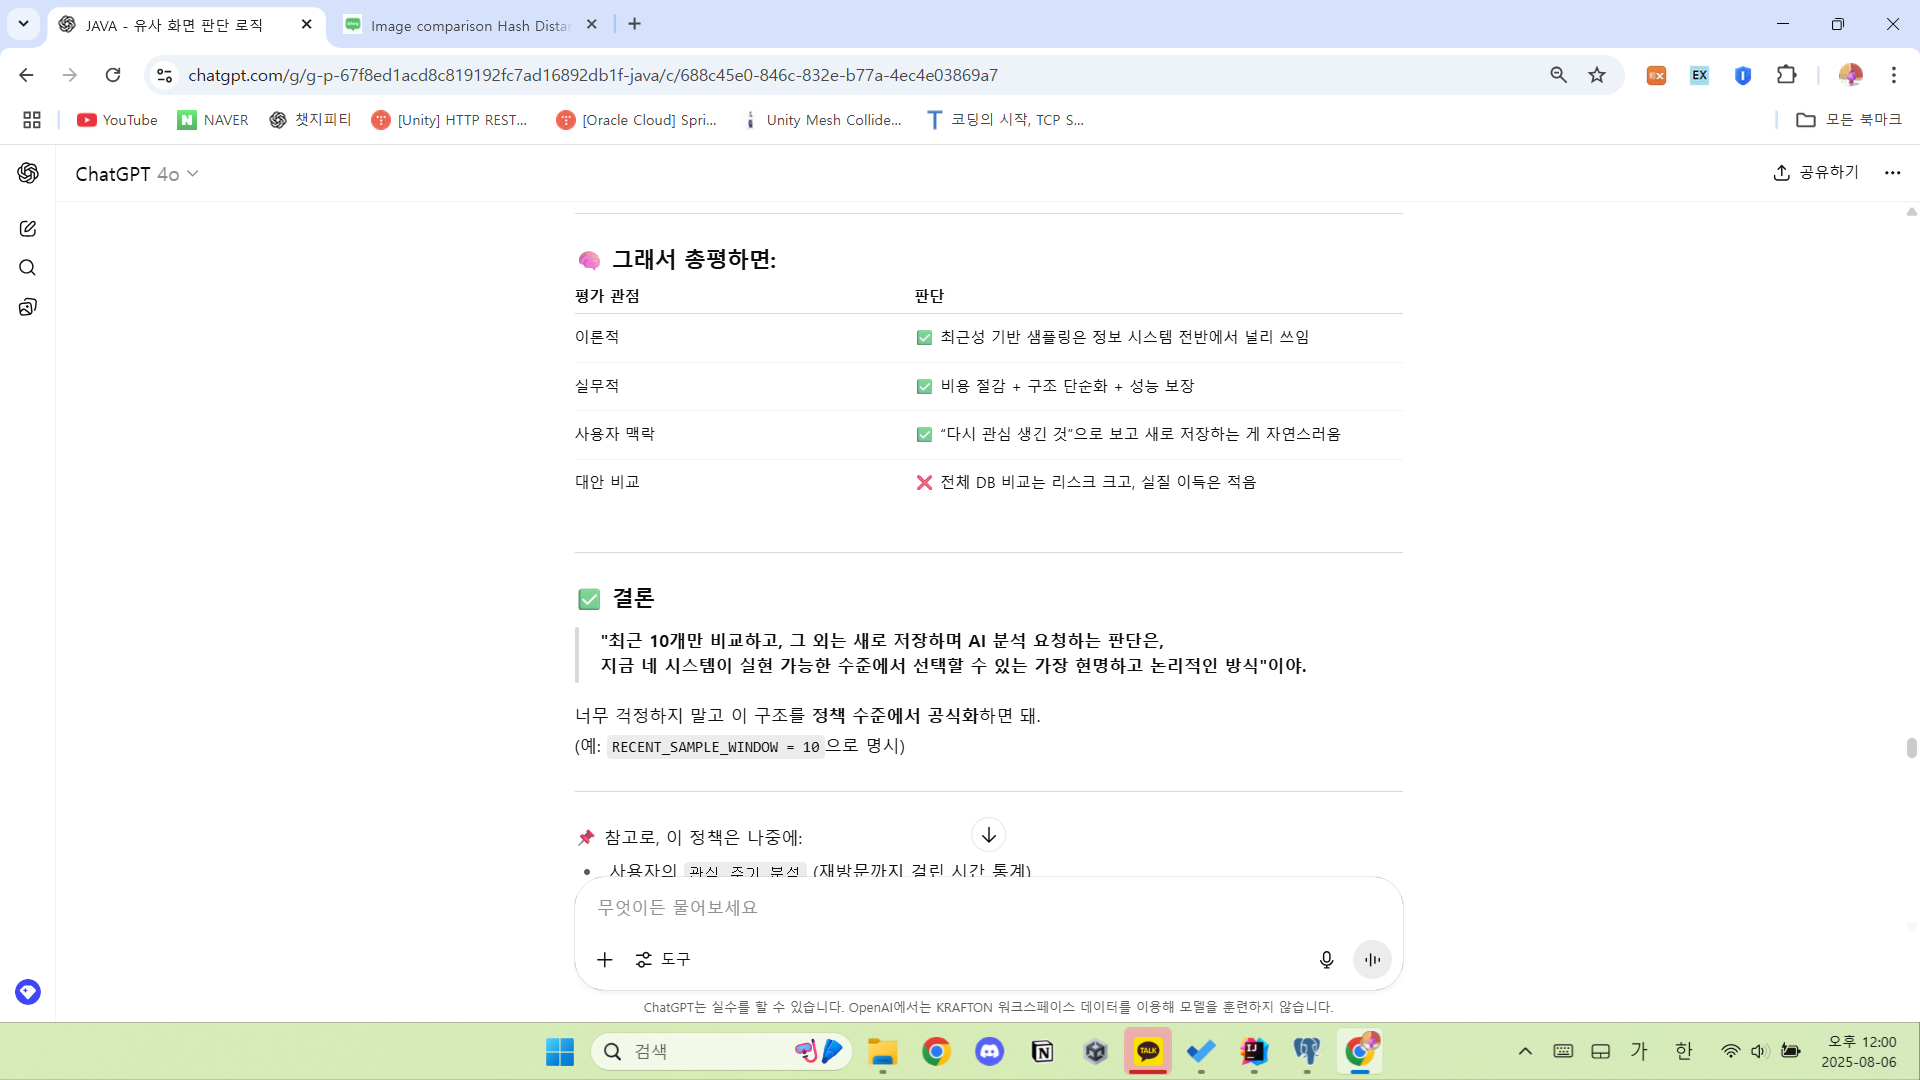 JAVA - 유사 화면 판단 로직
Image comparison Hash Distan
chatgpt.com/g/g-p-67f8ed1acd8c819192fc7ad16892db1f-java/c/688c45e0-846c-832e-b77a-4ec4e03869a7
EX
YouTube
NAVER
챗지피티
[Unity] HTTP REST...
[Oracle Cloud] Spri...
Unity Mesh Collide...
코딩의 시작, TCP S...
모든 북마크
ChatGPT 4o
공유하기
그래서 총평하면:
평가 관점 판단
이론적 ✅ 최근성 기반 샘플링은 정보 시스템 전반에서 널리 쓰임
실무적 ✅ 비용 절감 + 구조 단순화 + 성능 보장
사용자 맥락 ✅ “다시 관심 생긴 것”으로 보고 새로 저장하는 게 자연스러움
대안 비교 ❌ 전체 DB 비교는 리스크 크고, 실질 이득은 적음
✅ 결론
"최근 10개만 비교하고, 그 외는 새로 저장하며 AI 분석 요청하는 판단은,
지금 네 시스템이 실현 가능한 수준에서 선택할 수 있는 가장 현명하고 논리적인 방식"이야.
너무 걱정하지 말고 이 구조를 정책 수준에서 공식화하면 돼.
(예: RECENT_SAMPLE_WINDOW = 10으로 명시)
📌 참고로, 이 정책은 나중에:
• 사용자의 관심 주기 분석 (재방문까지 걸린 시간 통계)
무엇이든 물어보세요
도구
ChatGPT는 실수를 할 수 있습니다. OpenAI에서는 KRAFTON 워크스페이스 데이터를 이용해 모델을 훈련하지 않습니다.
검색
TALK
가
한
오후 12:00
2025-08-06